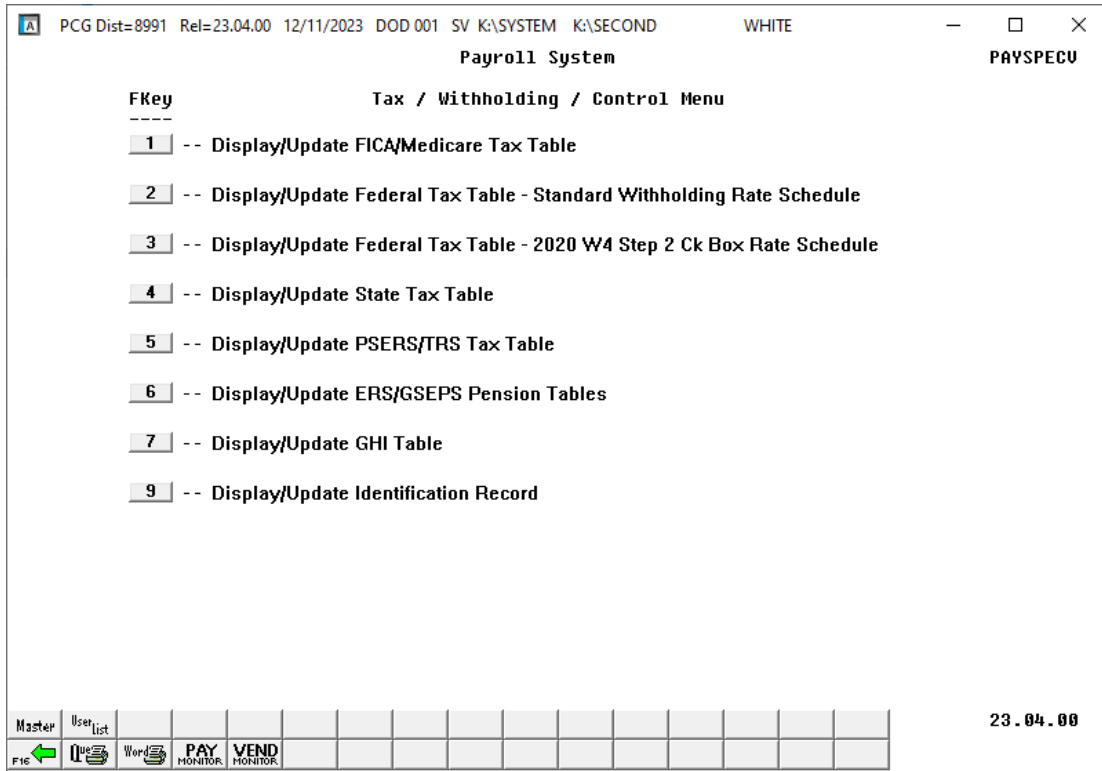 A PCG Dist=8991 Rel=23.04.00 12/11/2023 DOD 001 SV K:\SYSTEM K:\SECOND WHITE
Payroll System PAYSPECV
FKey Tax / Withholding / Control Menu
----
1 -- Display/Update FICA/Medicare Tax Table
2 -- Display/Update Federal Tax Table - Standard Withholding Rate Schedule
3 -- Display/Update Federal Tax Table - 2020 W4 Step 2 Ck Box Rate Schedule
4 -- Display/Update State Tax Table
5 -- Display/Update PSERS/TRS Tax Table
6 -- Display/Update ERS/GSEPS Pension Tables
7 -- Display/Update GHI Table
9 -- Display/Update Identification Record
Master User List 23.04.00
F16 Que Word PAY MONITOR VEND MONITOR